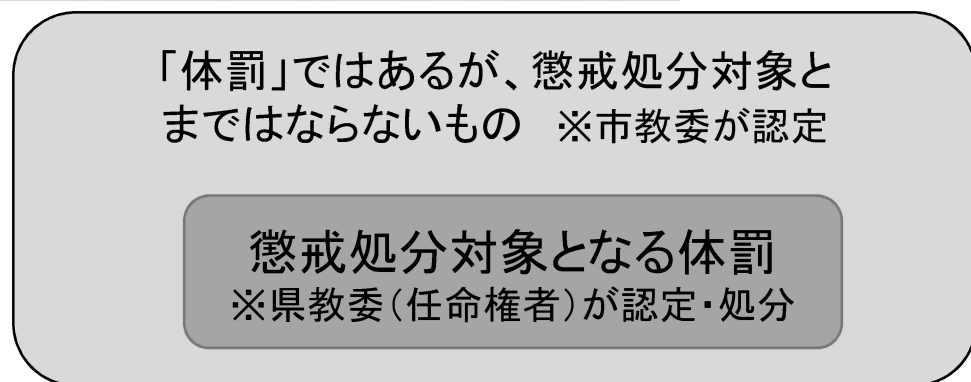 「体罰」ではあるが、懲戒処分対象と
まではならないもの　※市教委が認定
懲戒処分対象となる体罰
※県教委(任命権者)が認定・処分